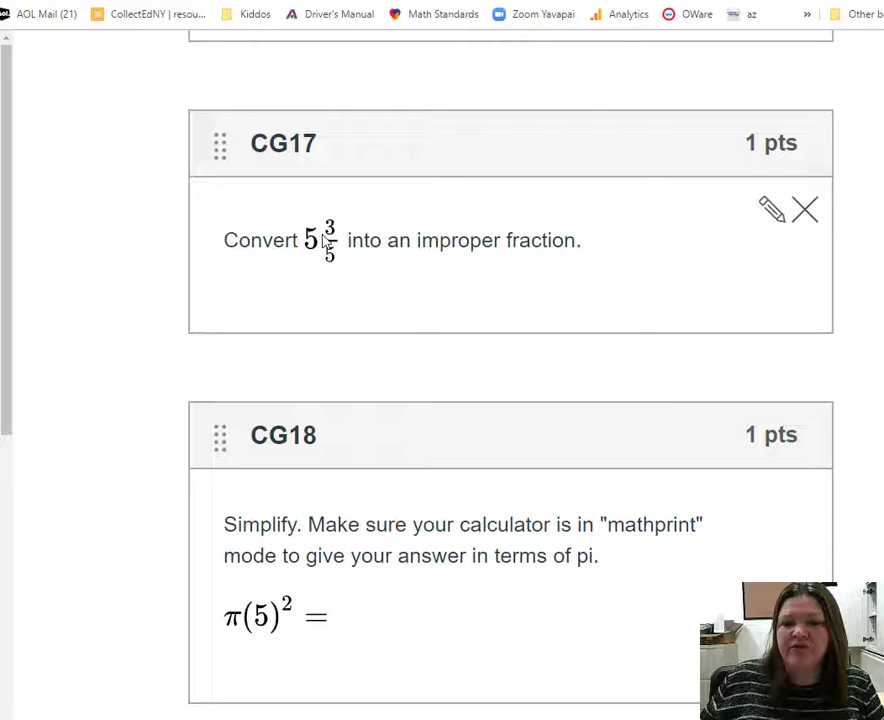 AOL Mail (21) CollectEdNY | resou... Kiddos Driver's Manual Math Standards Zoom Yavapai Analytics OWare az » Other b
CG17 1 pts
Convert 5 3/5 into an improper fraction.
CG18 1 pts
Simplify. Make sure your calculator is in "mathprint"
mode to give your answer in terms of pi.
π(5)² =